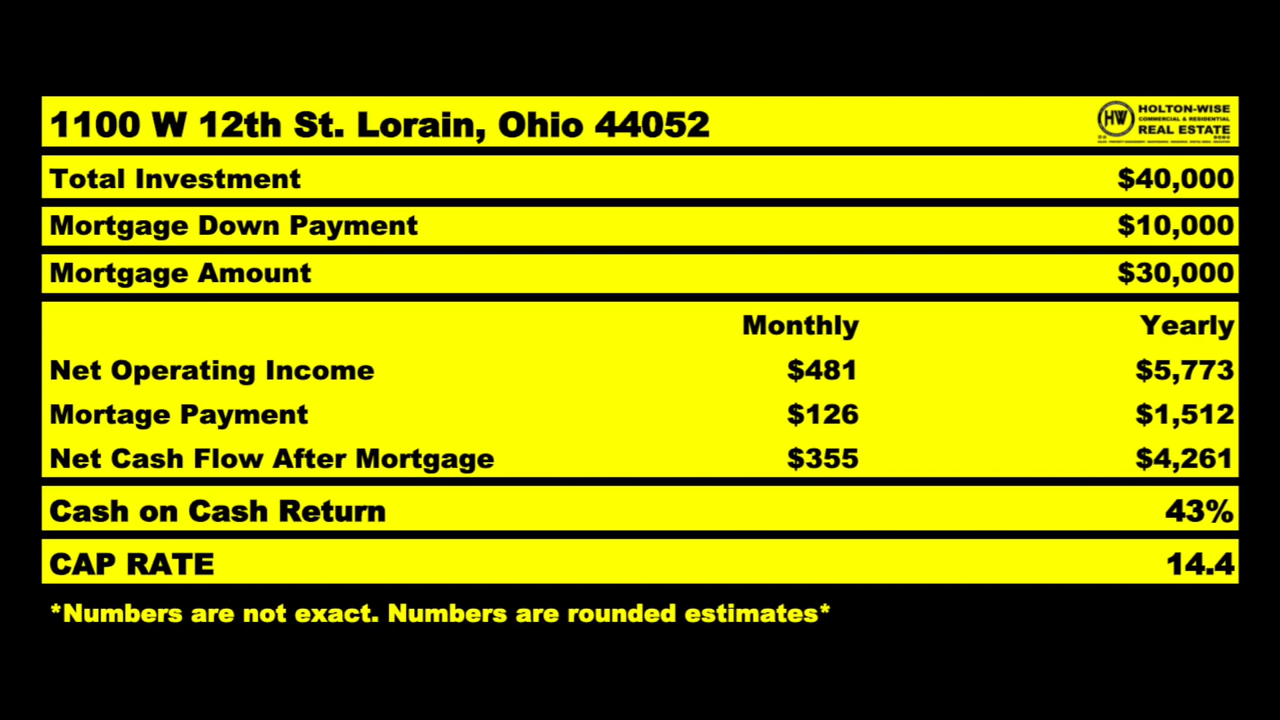 1100 W 12th St. Lorain, Ohio 44052
HOLTON-WISE
COMMERCIAL & RESIDENTIAL
REAL ESTATE
HW
Total Investment $40,000
Mortgage Down Payment $10,000
Mortgage Amount $30,000
Monthly Yearly
Net Operating Income $481 $5,773
Mortage Payment $126 $1,512
Net Cash Flow After Mortgage $355 $4,261
Cash on Cash Return 43%
CAP RATE 14.4
*Numbers are not exact. Numbers are rounded estimates*